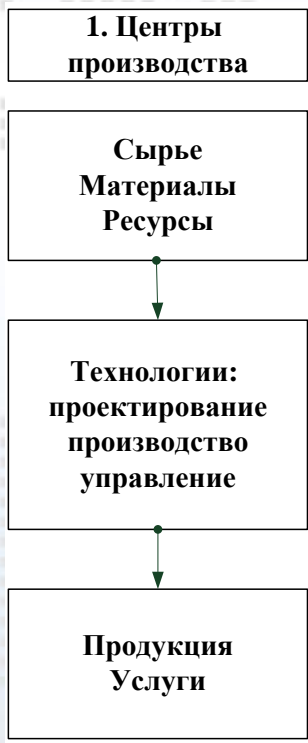 1. Центры
производства
Сырье
Материалы
Ресурсы
Технологии:
проектирование
производство
управление
Продукция
Услуги